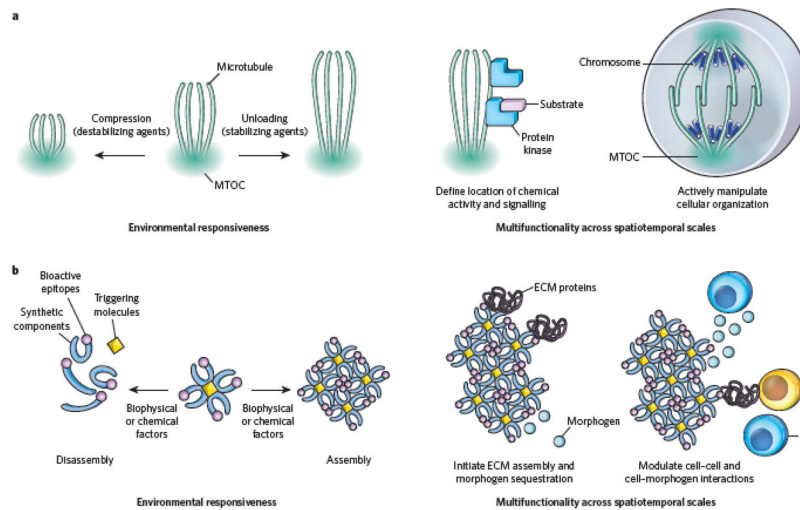 a
Microtubule
Compression
(destabilizing agents)
Unloading
(stabilizing agents)
MTOC
Environmental responsiveness
Substrate
Protein
kinase
Define location of chemical
activity and signalling
Chromosome
MTOC
Actively manipulate
cellular organization
Multifunctionality across spatiotemporal scales
b
Bioactive
epitopes
Triggering
molecules
Synthetic
components
Biophysical
or chemical
factors
Biophysical
or chemical
factors
Disassembly
Assembly
Environmental responsiveness
ECM proteins
Morphogen
Initiate ECM assembly and
morphogen sequestration
Modulate cell–cell and
cell–morphogen interactions
Multifunctionality across spatiotemporal scales